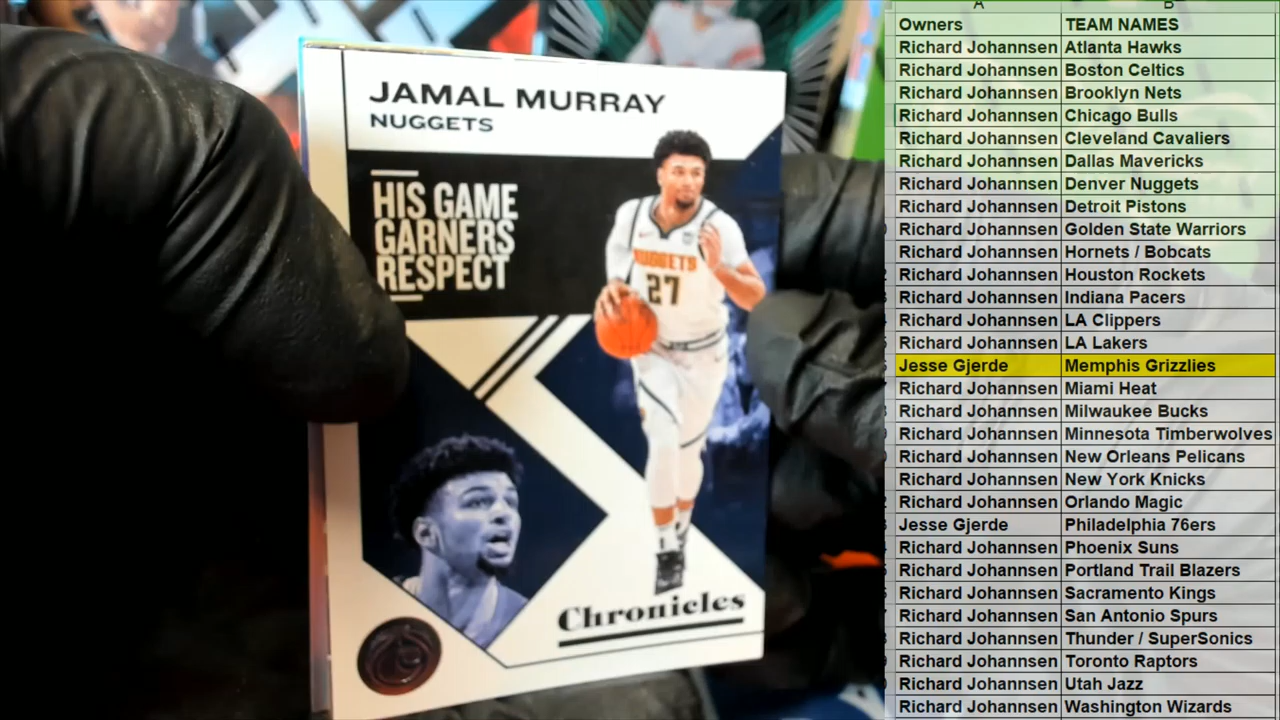 JAMAL MURRAY
NUGGETS
HIS GAME
GARNERS
RESPECT
NUGGETS
27
Chronicles
A B
Owners TEAM NAMES
Richard Johannsen Atlanta Hawks
Richard Johannsen Boston Celtics
Richard Johannsen Brooklyn Nets
Richard Johannsen Chicago Bulls
Richard Johannsen Cleveland Cavaliers
Richard Johannsen Dallas Mavericks
Richard Johannsen Denver Nuggets
Richard Johannsen Detroit Pistons
Richard Johannsen Golden State Warriors
Richard Johannsen Hornets / Bobcats
Richard Johannsen Houston Rockets
Richard Johannsen Indiana Pacers
Richard Johannsen LA Clippers
Richard Johannsen LA Lakers
Jesse Gjerde Memphis Grizzlies
Richard Johannsen Miami Heat
Richard Johannsen Milwaukee Bucks
Richard Johannsen Minnesota Timberwolves
Richard Johannsen New Orleans Pelicans
Richard Johannsen New York Knicks
Richard Johannsen Orlando Magic
Jesse Gjerde Philadelphia 76ers
Richard Johannsen Phoenix Suns
Richard Johannsen Portland Trail Blazers
Richard Johannsen Sacramento Kings
Richard Johannsen San Antonio Spurs
Richard Johannsen Thunder / SuperSonics
Richard Johannsen Toronto Raptors
Richard Johannsen Utah Jazz
Richard Johannsen Washington Wizards